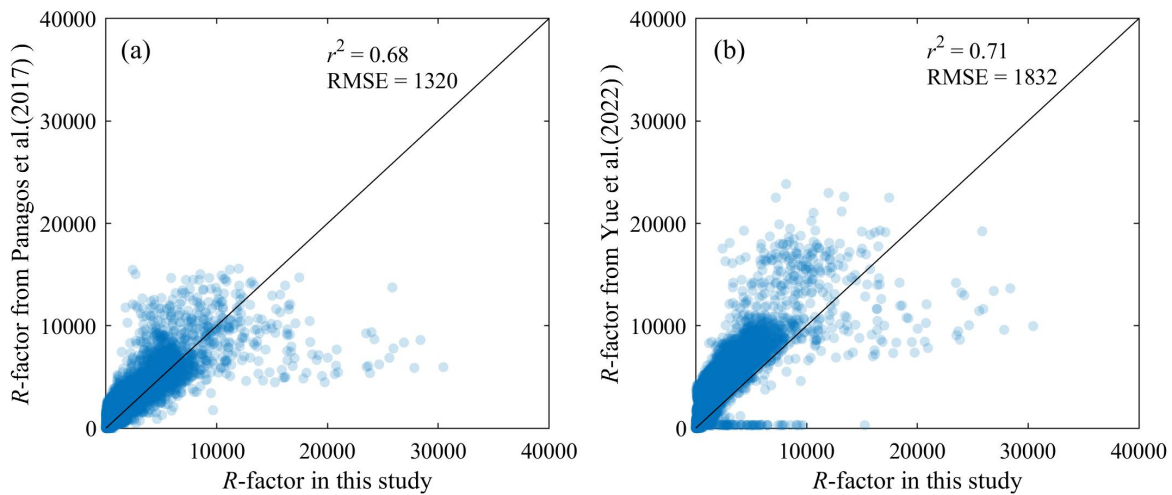 (a)
r² = 0.68
RMSE = 1320
R-factor from Panagos et al.(2017) )
40000
30000
20000
10000
0
10000 20000 30000 40000
R-factor in this study
(b)
r² = 0.71
RMSE = 1832
R-factor from Yue et al.(2022) )
40000
30000
20000
10000
0
10000 20000 30000 40000
R-factor in this study